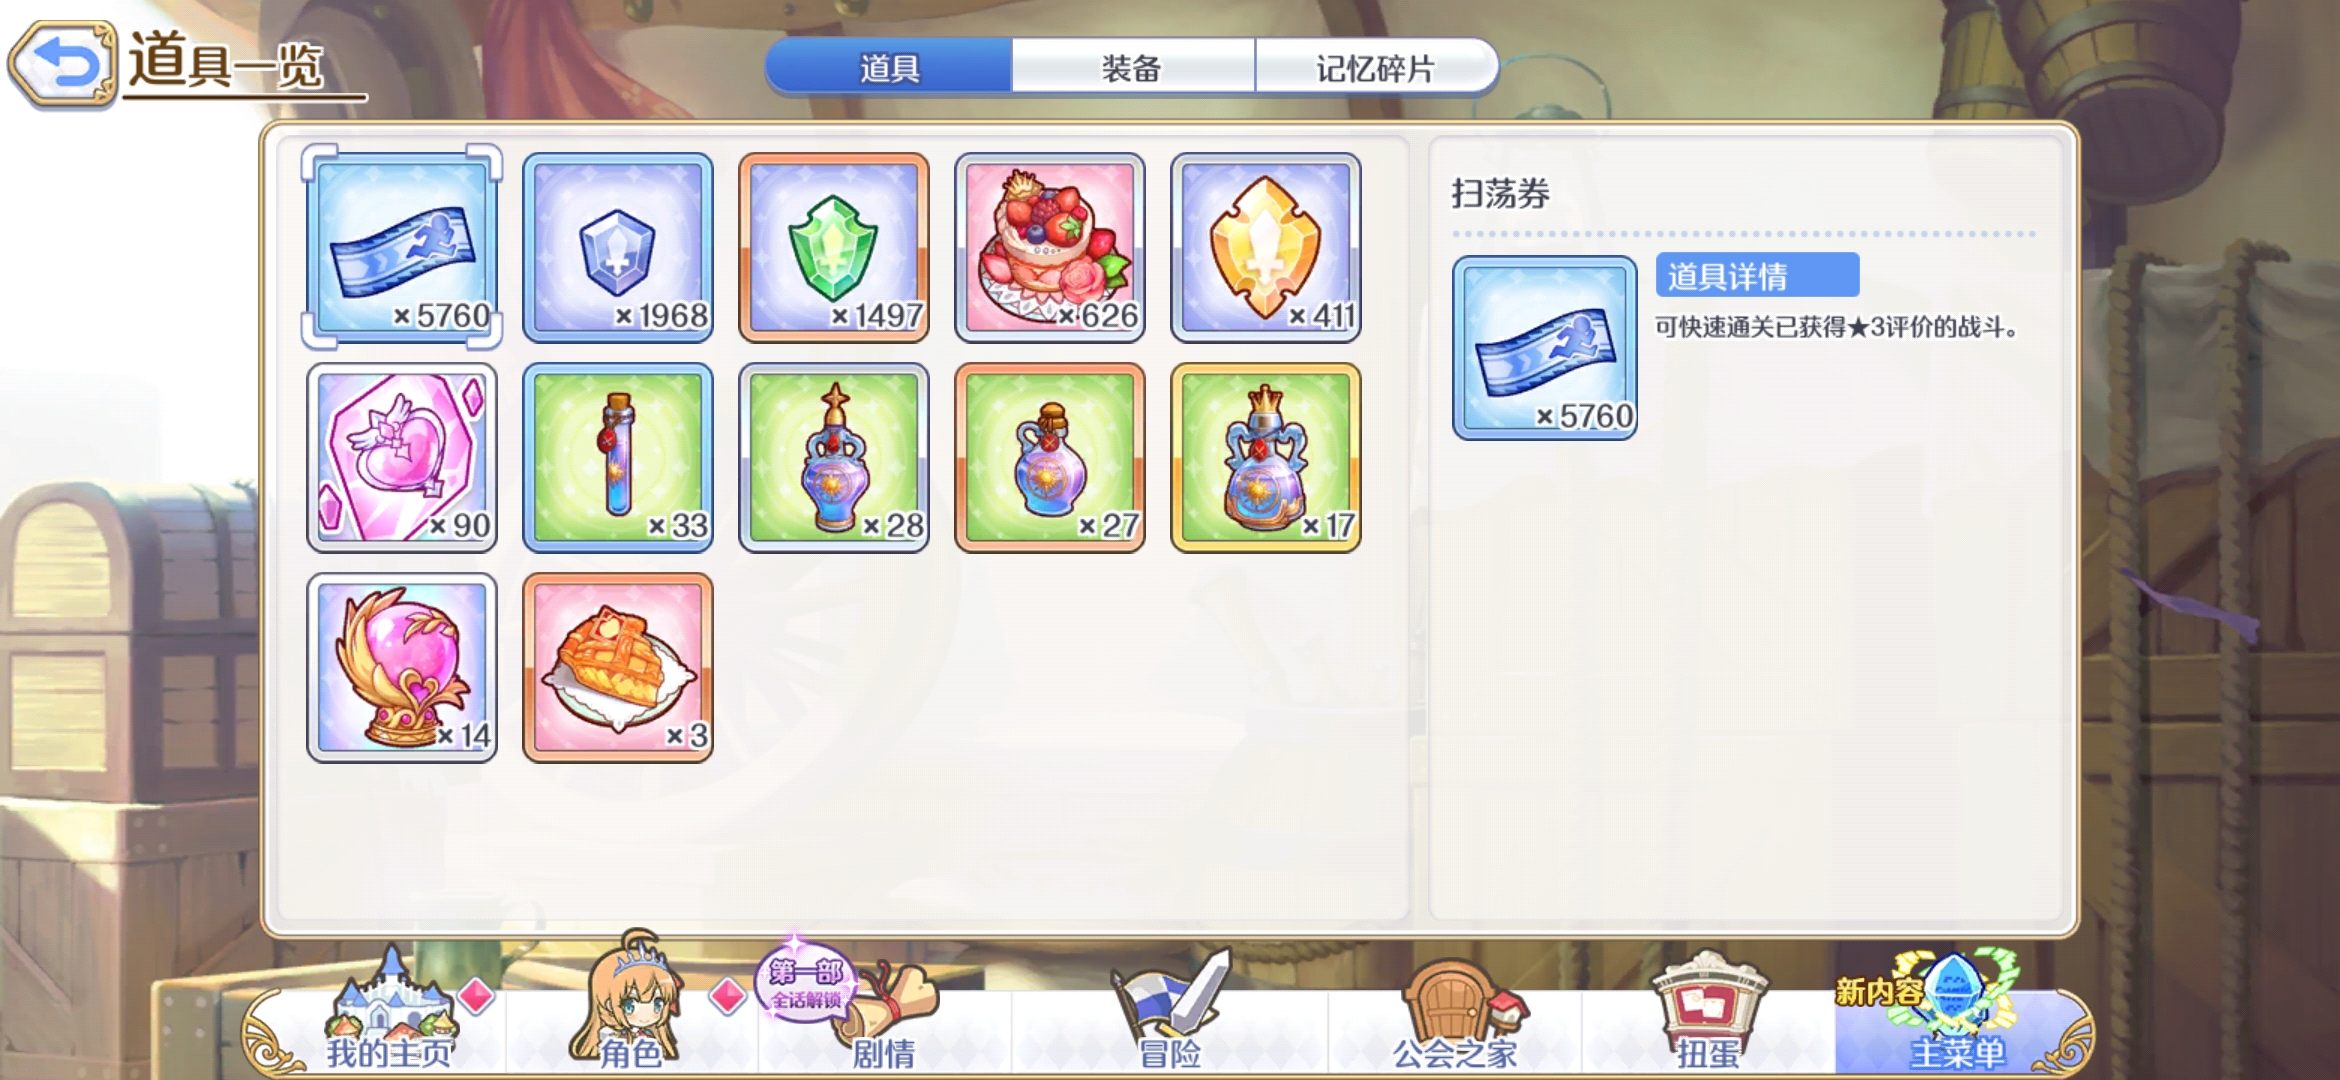 道具一览
道具 装备 记忆碎片
×5760 ×1968 ×1497 ×626 ×411
×90 ×33 ×28 ×27 ×17
×14 ×3
扫荡券
道具详情
可快速通关已获得★3评价的战斗。
×5760
第一部
全话解锁
新内容
我的主页 角色 剧情 冒险 公会之家 扭蛋 主菜单